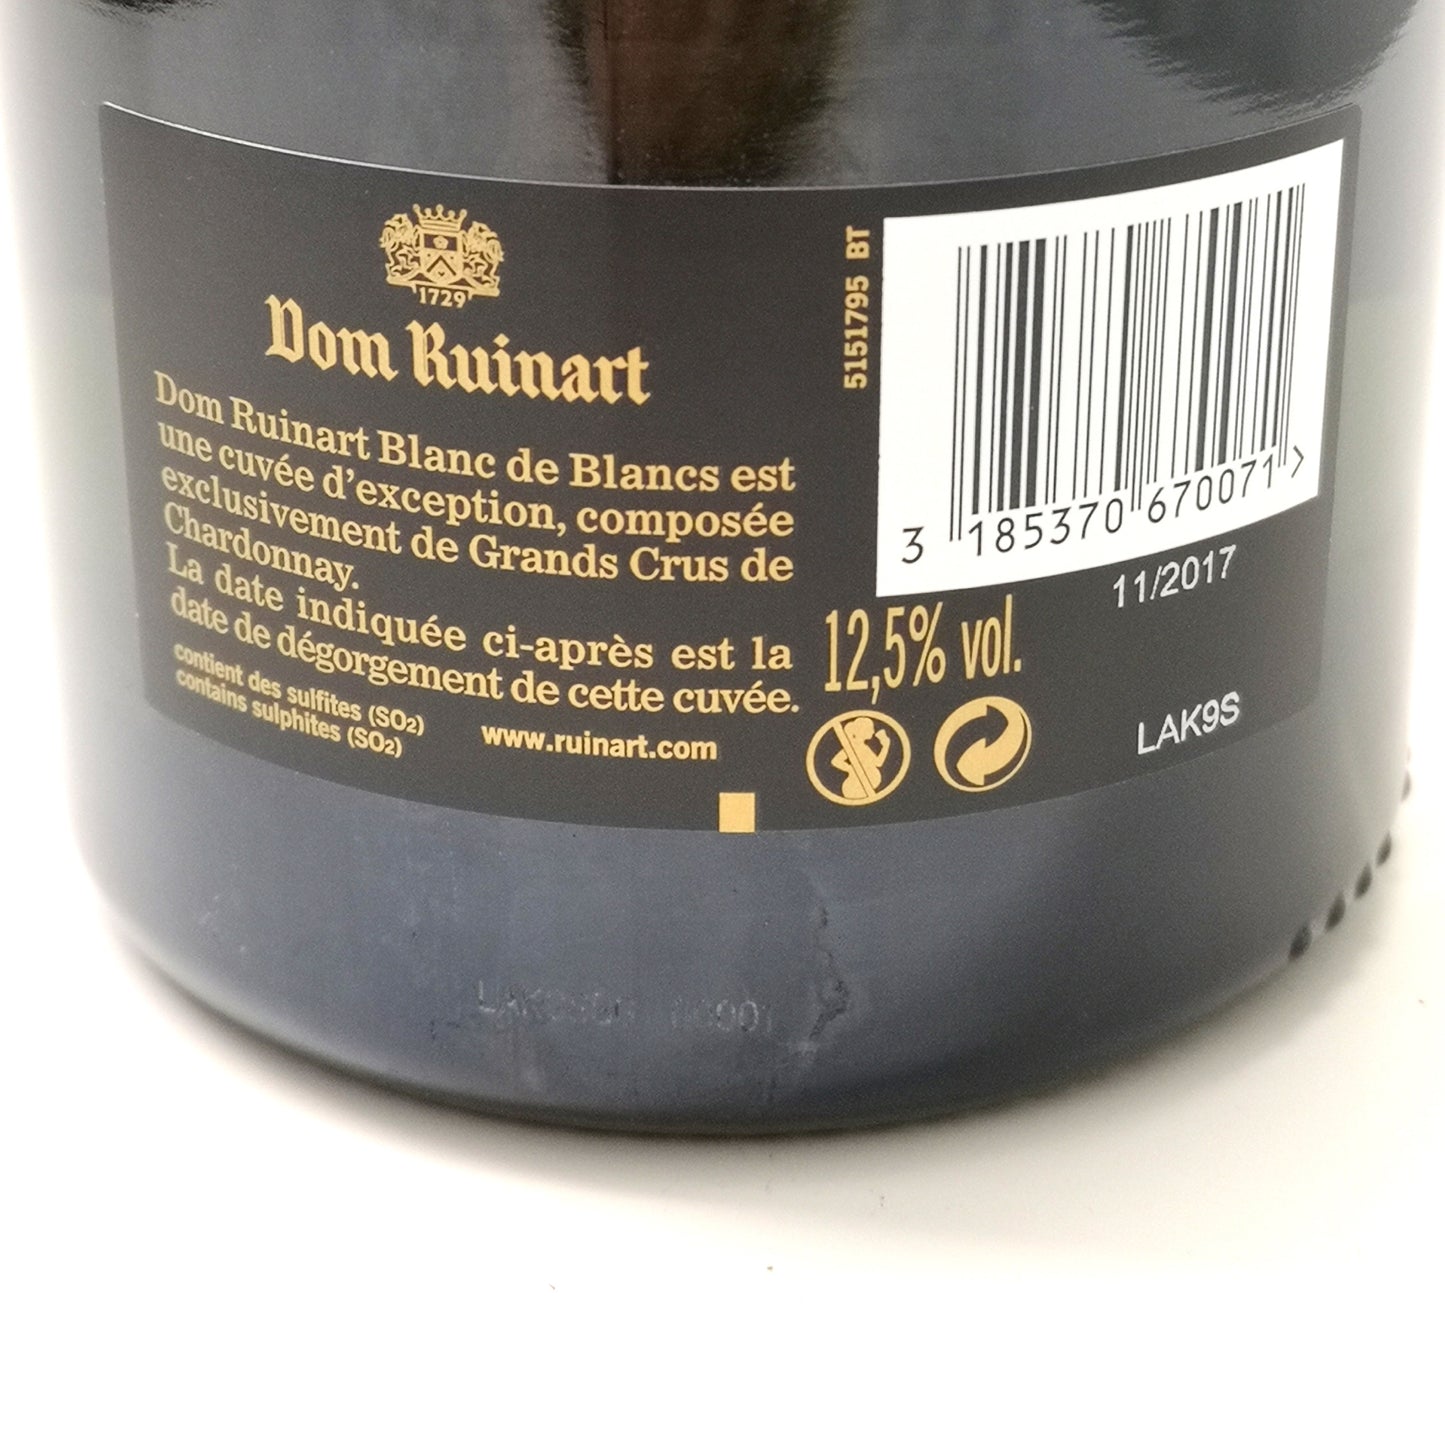 1729
Dom Ruinart
Dom Ruinart Blanc de Blancs est
une cuvée d'exception, composée
exclusivement de Grands Crus de
Chardonnay.
La date indiquée ci-après est la
date de dégorgement de cette cuvée.
contient des sulfites (SO₂)
contains sulphites (SO₂)
www.ruinart.com
5151795 BT
3 185370 670071 >
11/2017
12,5% vol.
LAK9S